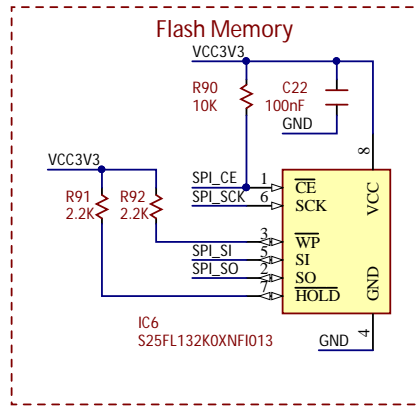 Flash Memory
VCC3V3
R90
10K
C22
100nF
GND
VCC3V3
R91
2.2K
R92
2.2K
SPI_CE
SPI_SCK
SPI_SI
SPI_SO
1
6
3
5
2
7
8
4
CE
SCK
WP
SI
SO
HOLD
VCC
GND
IC6
S25FL132K0XNFI013
GND